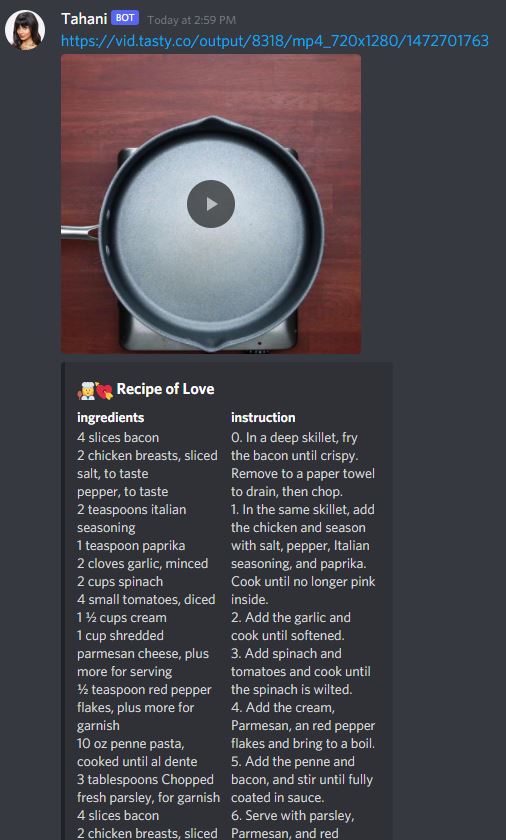 Tahani BOT Today at 2:59 PM
https://vid.tasty.co/output/8318/mp4_720x1280/1472701763
Recipe of Love
ingredients
4 slices bacon
2 chicken breasts, sliced
salt, to taste
pepper, to taste
2 teaspoons italian
seasoning
1 teaspoon paprika
2 cloves garlic, minced
2 cups spinach
4 small tomatoes, diced
1 ½ cups cream
1 cup shredded
parmesan cheese, plus
more for serving
½ teaspoon red pepper
flakes, plus more for
garnish
10 oz penne pasta,
cooked until al dente
3 tablespoons Chopped
fresh parsley, for garnish
4 slices bacon
2 chicken breasts, sliced
instruction
0. In a deep skillet, fry
the bacon until crispy.
Remove to a paper towel
to drain, then chop.
1. In the same skillet, add
the chicken and season
with salt, pepper, Italian
seasoning, and paprika.
Cook until no longer pink
inside.
2. Add the garlic and
cook until softened.
3. Add spinach and
tomatoes and cook until
the spinach is wilted.
4. Add the cream,
Parmesan, an red pepper
flakes and bring to a boil.
5. Add the penne and
bacon, and stir until fully
coated in sauce.
6. Serve with parsley,
Parmesan, and red